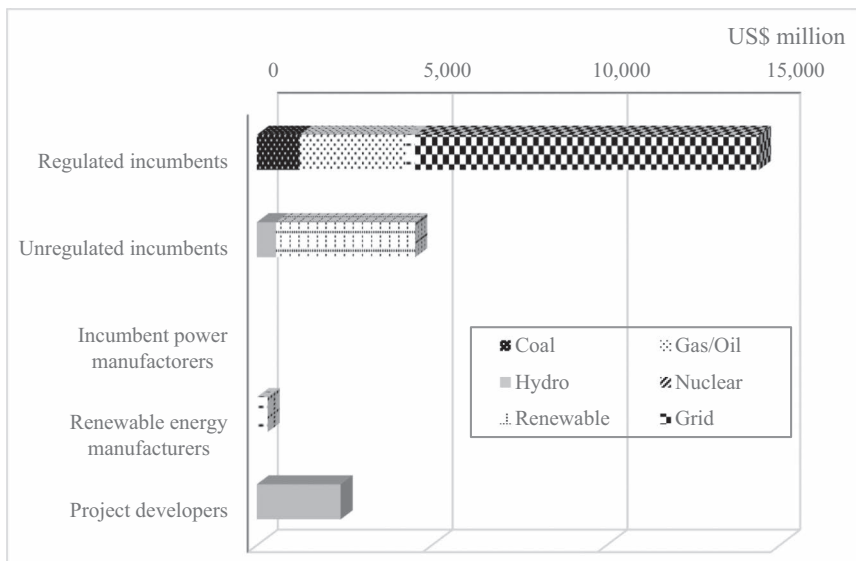 US$ million
0 5,000 10,000 15,000
Regulated incumbents
Unregulated incumbents
Incumbent power
manufactorers
Renewable energy
manufacturers
Project developers
Coal Gas/Oil
Hydro Nuclear
Renewable Grid